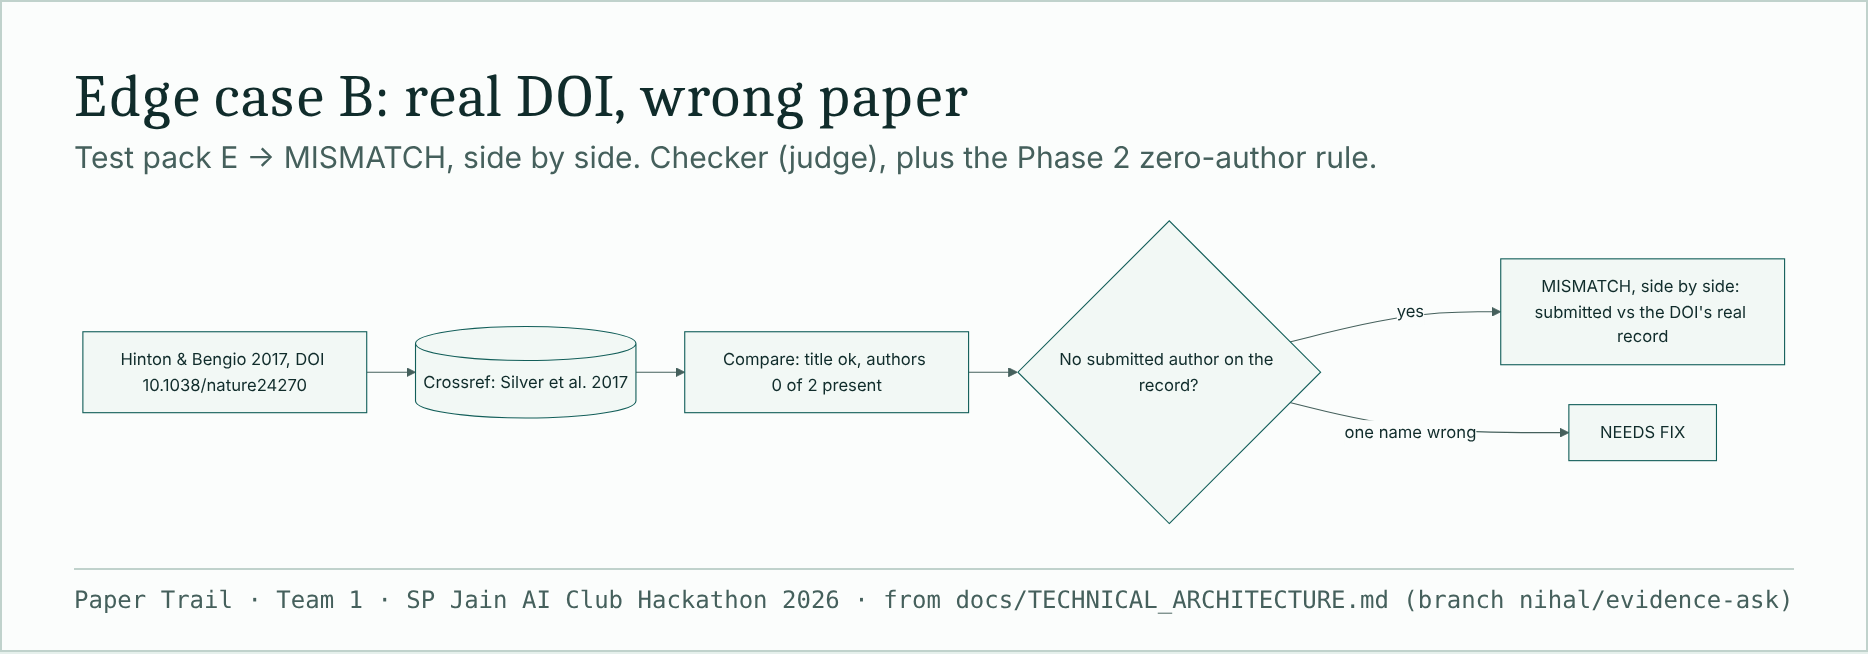 Edge case B: real DOI, wrong paper
Test pack E → MISMATCH, side by side. Checker (judge), plus the Phase 2 zero-author rule.
Hinton & Bengio 2017, DOI
10.1038/nature24270
Crossref: Silver et al. 2017
Compare: title ok, authors
0 of 2 present
No submitted author on the
record?
yes
MISMATCH, side by side:
submitted vs the DOI's real
record
one name wrong
NEEDS FIX
Paper Trail · Team 1 · SP Jain AI Club Hackathon 2026 · from docs/TECHNICAL_ARCHITECTURE.md (branch nihal/evidence-ask)